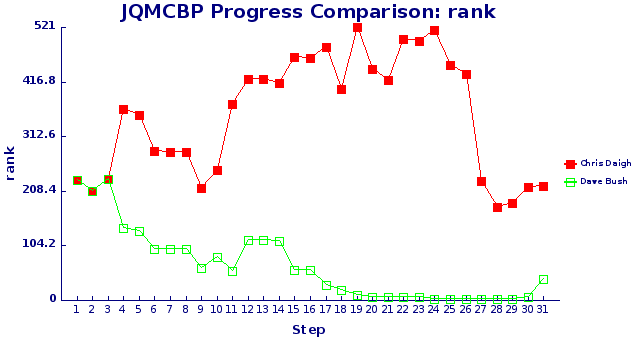 JQMCBP Progress Comparison: rank
521
416.8
312.6
208.4
104.2
0
rank
1 2 3 4 5 6 7 8 9 10 11 12 13 14 15 16 17 18 19 20 21 22 23 24 25 26 27 28 29 30 31
Step
Chris Daigh
Dave Bush